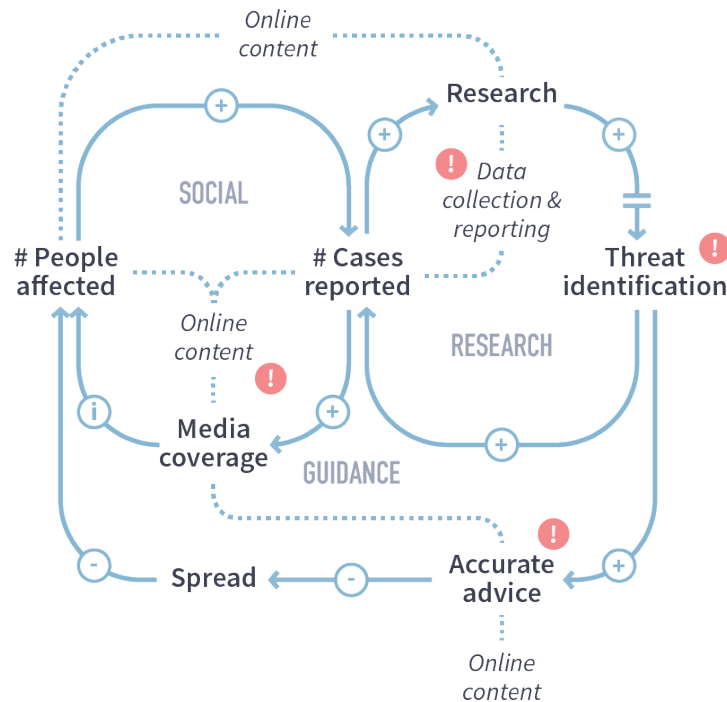 Online
content
+
+
Research
+
SOCIAL
!
Data
collection &
reporting
# People
affected
# Cases
reported
Threat
identification
!
Online
content
!
RESEARCH
i
+
Media
coverage
+
GUIDANCE
!
-
Spread
-
Accurate
advice
+
Online
content